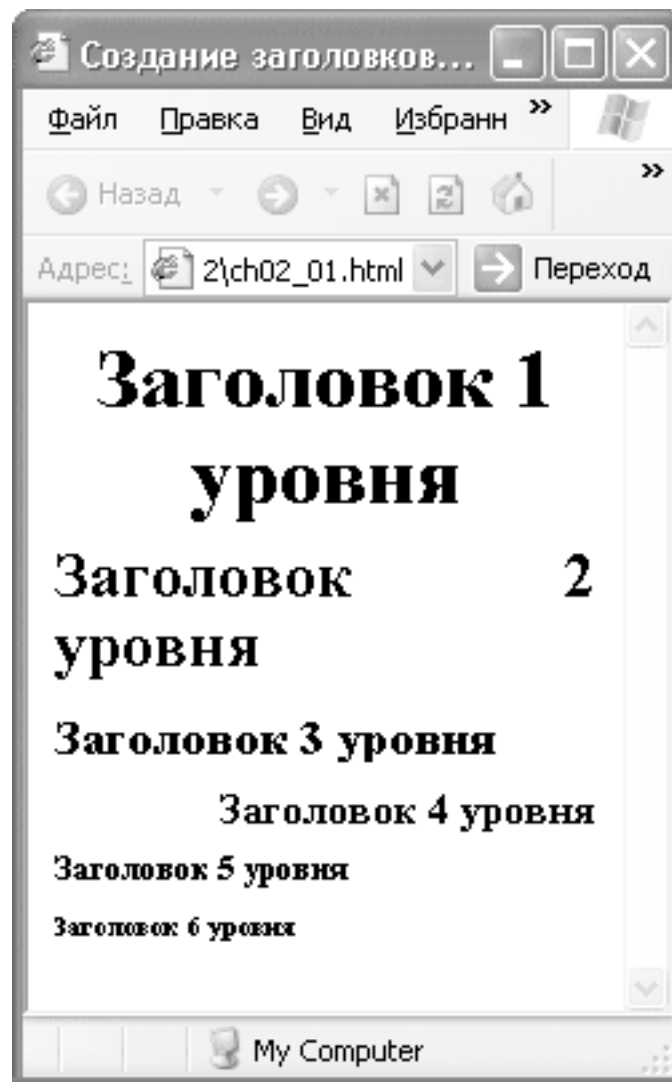 Создание заголовков...
Файл Правка Вид Избранн »
Назад »
Адрес: 2\ch02_01.html Переход
Заголовок 1
уровня
Заголовок 2
уровня
Заголовок 3 уровня
Заголовок 4 уровня
Заголовок 5 уровня
Заголовок 6 уровня
My Computer